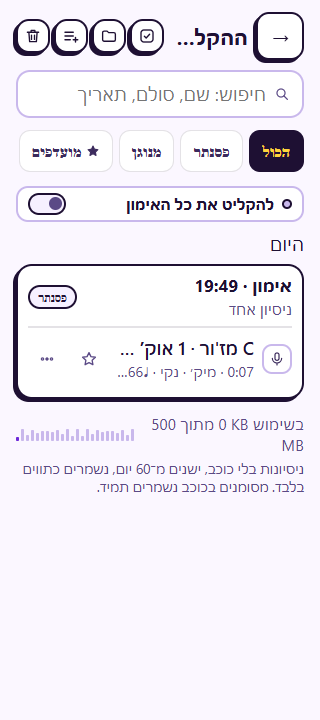 ההקל...
חיפוש: שם, סולם, תאריך
הכול
פסנתר
מנוגן
מועדפים
להקליט את כל האימון
היום
אימון · 19:49
פסנתר
ניסיון אחד
C מז'ור · 1 אוק' ...
0:07 · מיק׳ · נקי · ♩66...
בשימוש 0 KB מתוך 500
MB
ניסיונות בלי כוכב, ישנים מ־60 יום, נשמרים כתווים
בלבד. מסומנים בכוכב נשמרים תמיד.